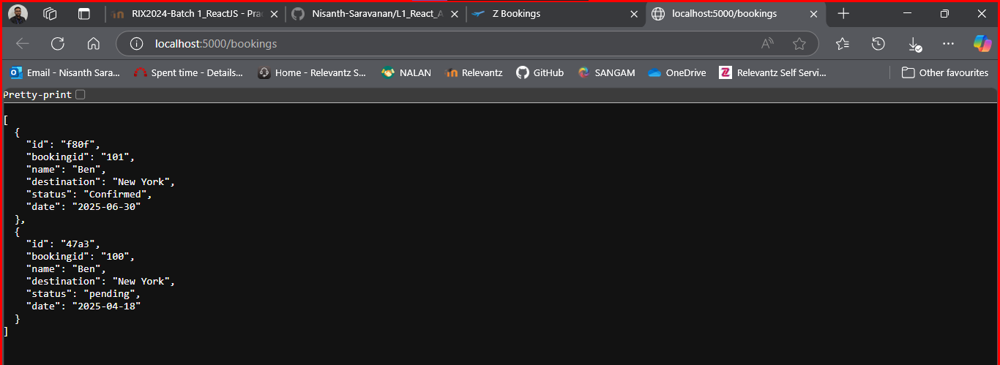 RIX2024-Batch 1_ReactJS - Prac
Nisanth-Saravanan/L1_React_A
Z Bookings
localhost:5000/bookings
localhost:5000/bookings
Email - Nisanth Sara...
Spent time - Details...
Home - Relevantz S...
NALAN
Relevantz
GitHub
SANGAM
OneDrive
Relevantz Self Servi...
Other favourites
Pretty-print
[
  {
    "id": "f80f",
    "bookingid": "101",
    "name": "Ben",
    "destination": "New York",
    "status": "Confirmed",
    "date": "2025-06-30"
  },
  {
    "id": "47a3",
    "bookingid": "100",
    "name": "Ben",
    "destination": "New York",
    "status": "pending",
    "date": "2025-04-18"
  }
]